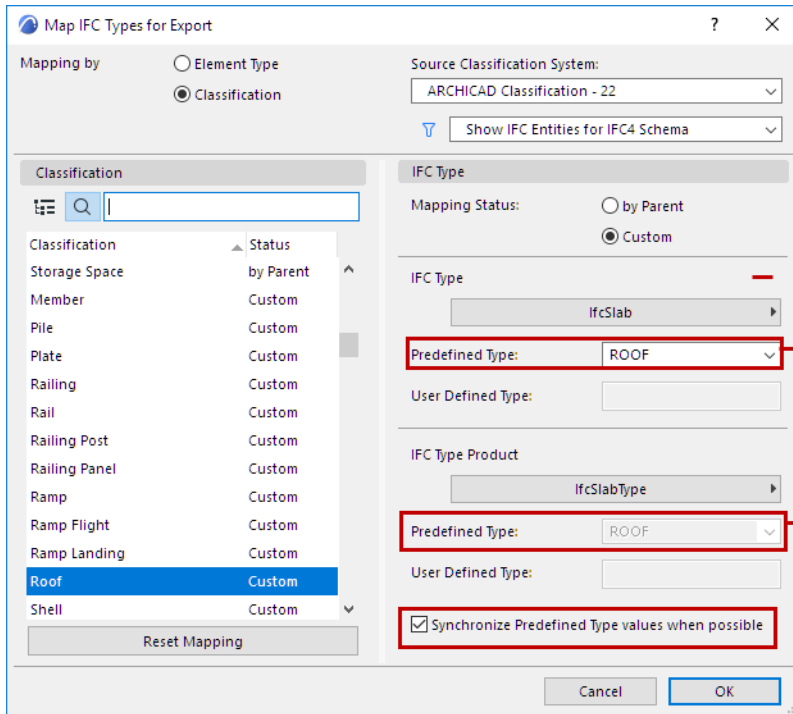 Map IFC Types for Export
?
Mapping by
Element Type
Classification
Source Classification System:
ARCHICAD Classification - 22
Show IFC Entities for IFC4 Schema
Classification
Classification Status
Storage Space by Parent
Member Custom
Pile Custom
Plate Custom
Railing Custom
Rail Custom
Railing Post Custom
Railing Panel Custom
Ramp Custom
Ramp Flight Custom
Ramp Landing Custom
Roof Custom
Shell Custom
Reset Mapping
IFC Type
Mapping Status:
by Parent
Custom
IFC Type
IfcSlab
Predefined Type: ROOF
User Defined Type:
IFC Type Product
IfcSlabType
Predefined Type: ROOF
User Defined Type:
Synchronize Predefined Type values when possible
Cancel
OK